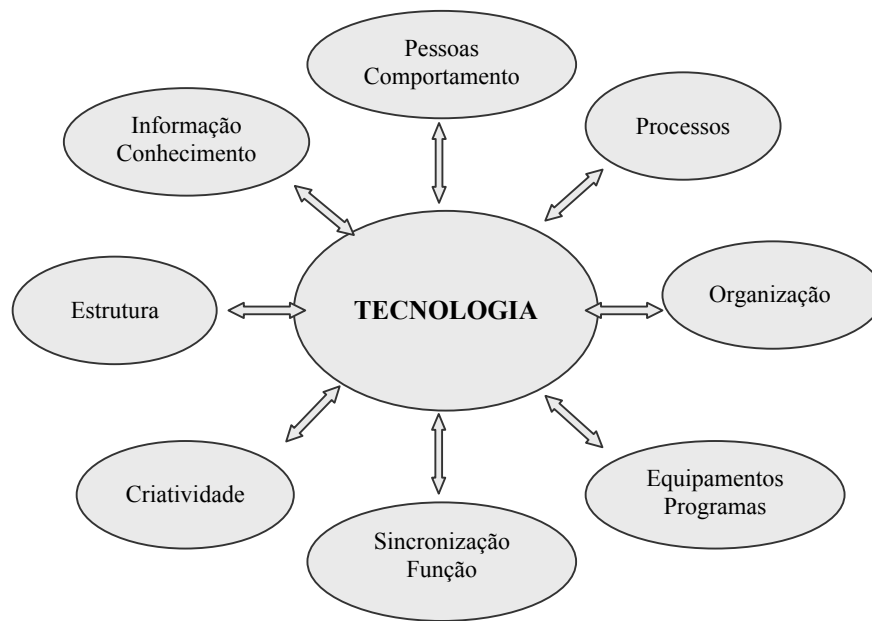 Pessoas
Comportamento
Informação
Conhecimento
Processos
Estrutura
TECNOLOGIA
Organização
Criatividade
Equipamentos
Programas
Sincronização
Função